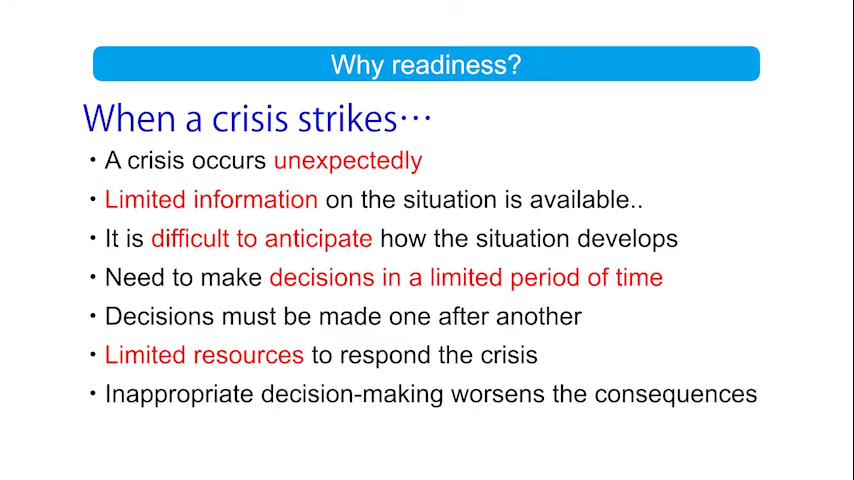 Why readiness?
When a crisis strikes…
・A crisis occurs unexpectedly
・Limited information on the situation is available..
・It is difficult to anticipate how the situation develops
・Need to make decisions in a limited period of time
・Decisions must be made one after another
・Limited resources to respond the crisis
・Inappropriate decision-making worsens the consequences